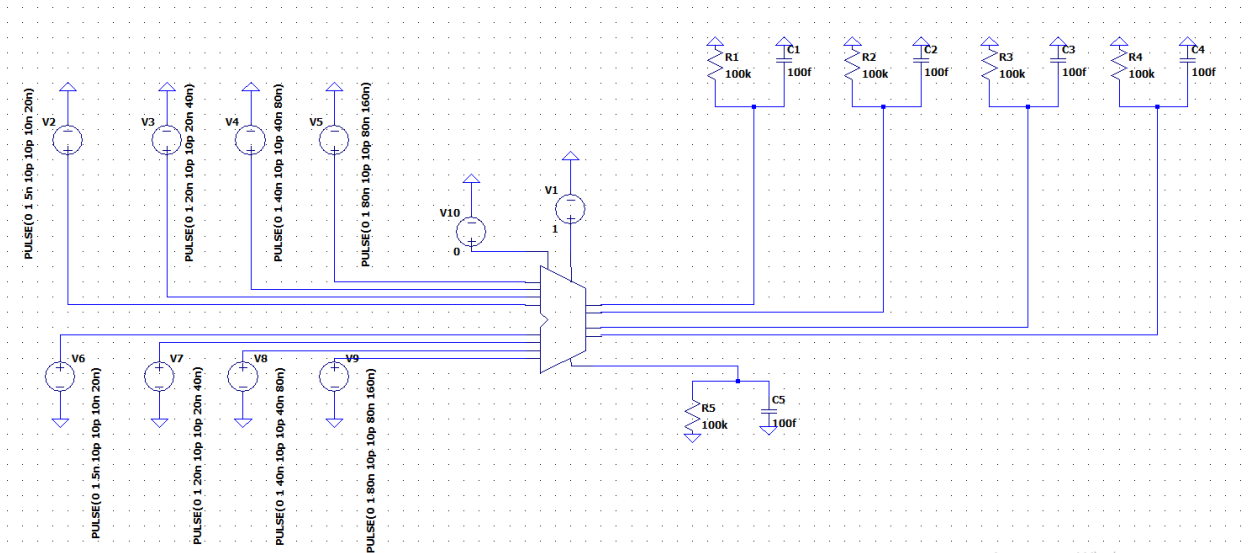 R1
100k
C1
100f
R2
100k
C2
100f
R3
100k
C3
100f
R4
100k
C4
100f
V2
PULSE(0 1 5n 10p 10p 10n 20n)
V3
PULSE(0 1 20n 10p 10p 20n 40n)
V4
PULSE(0 1 40n 10p 10p 40n 80n)
V5
PULSE(0 1 80n 10p 10p 80n 160n)
V10
0
V1
1
V6
PULSE(0 1 5n 10p 10p 10n 20n)
V7
PULSE(0 1 20n 10p 10p 20n 40n)
V8
PULSE(0 1 40n 10p 10p 40n 80n)
V9
PULSE(0 1 80n 10p 10p 80n 160n)
R5
100k
C5
100f